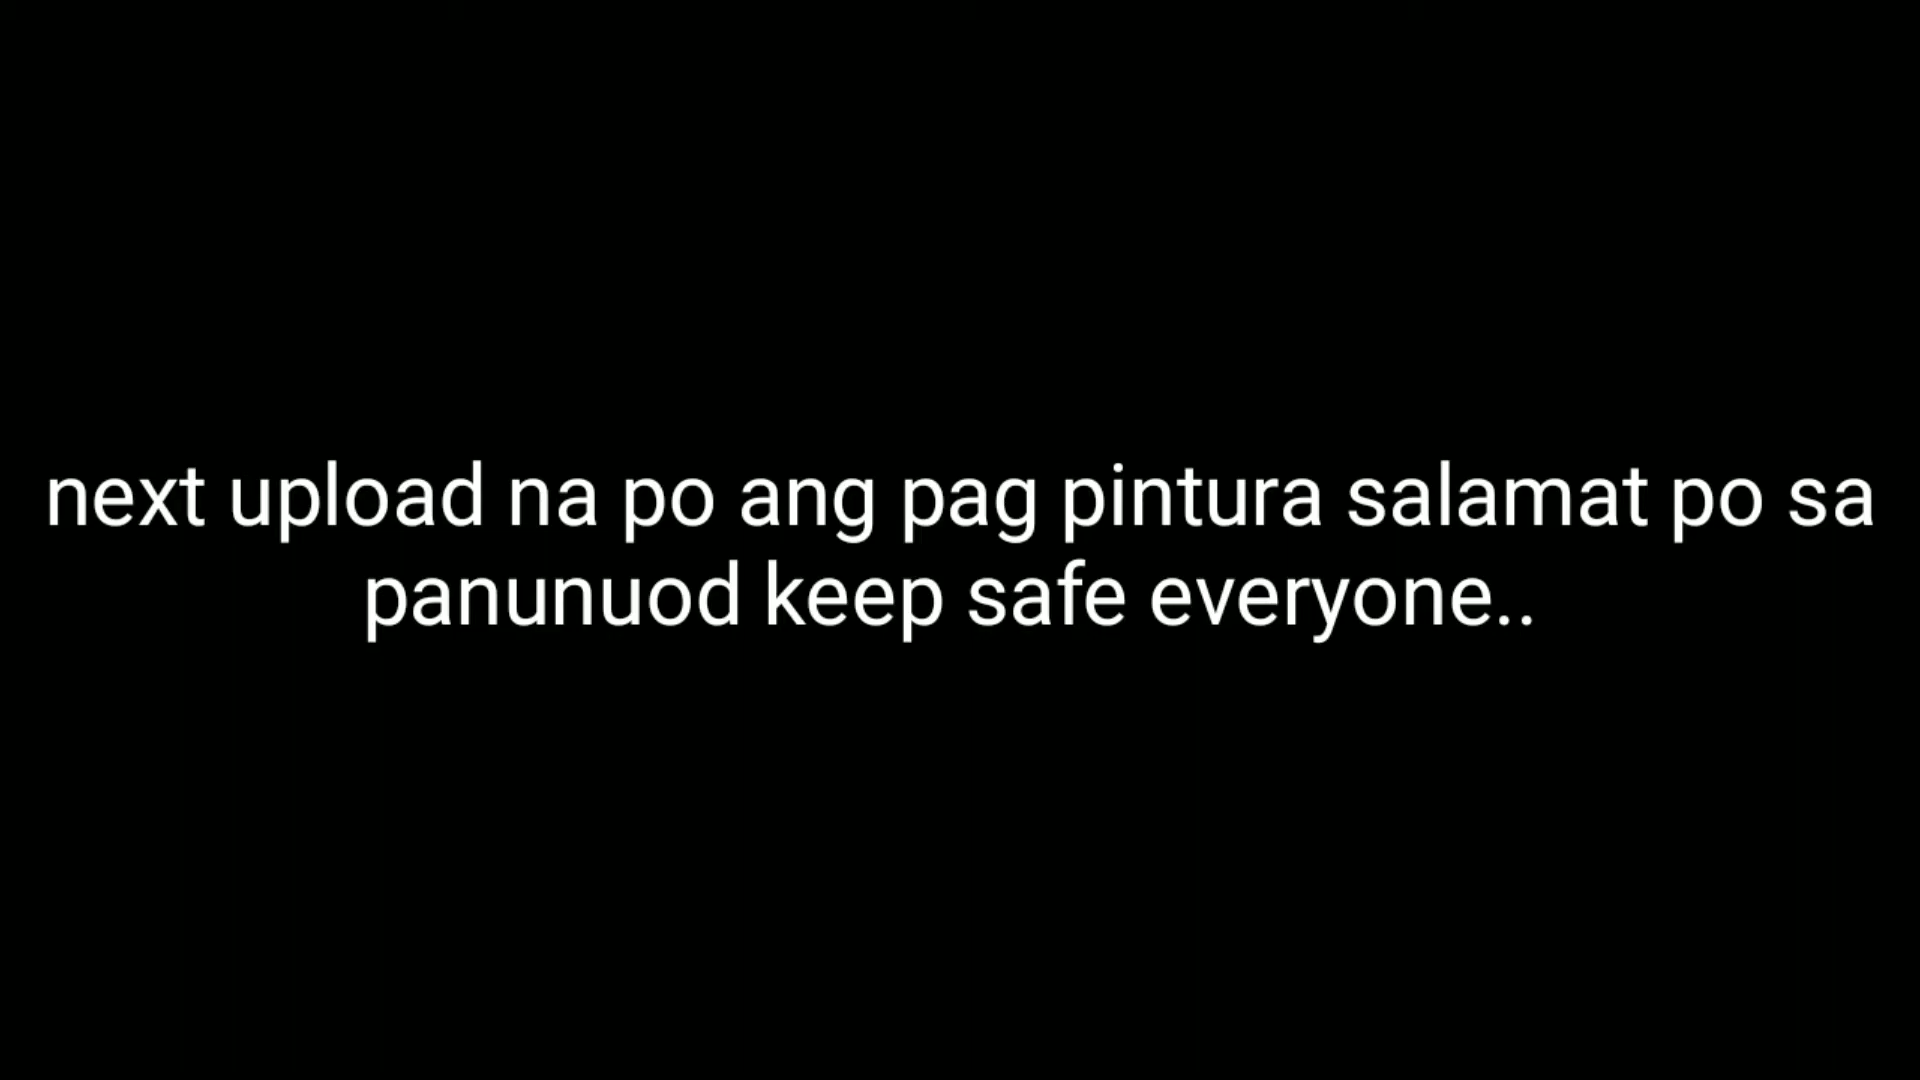 next upload na po ang pag pintura salamat po sa
panunuod keep safe everyone..